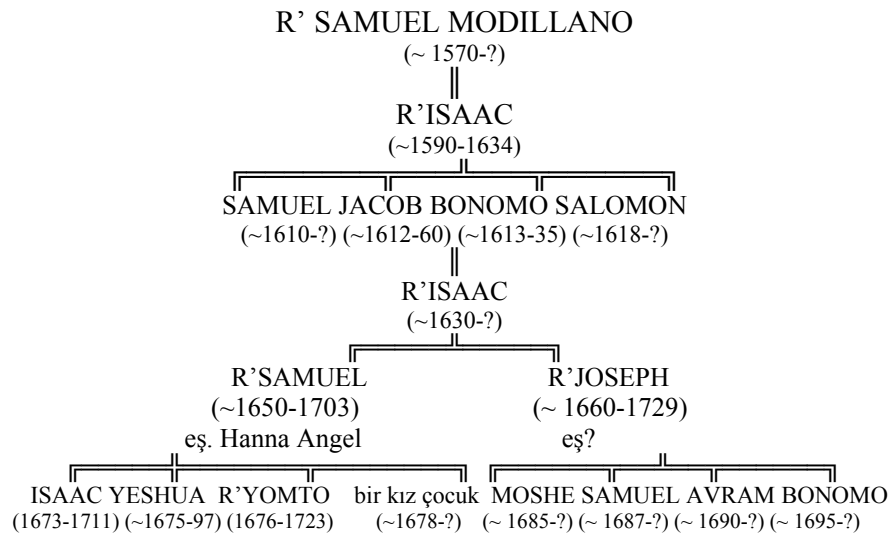 R’ SAMUEL MODILLANO
(~ 1570-?)
R’ISAAC
(~1590-1634)
SAMUEL JACOB BONOMO SALOMON
(~1610-?) (~1612-60) (~1613-35) (~1618-?)
R’ISAAC
(~1630-?)
R’SAMUEL R’JOSEPH
(~1650-1703) (~ 1660-1729)
eş. Hanna Angel eş?
ISAAC YESHUA R’YOMTO bir kız çocuk MOSHE SAMUEL AVRAM BONOMO
(1673-1711) (~1675-97) (1676-1723) (~1678-?) (~ 1685-?) (~ 1687-?) (~ 1690-?) (~ 1695-?)